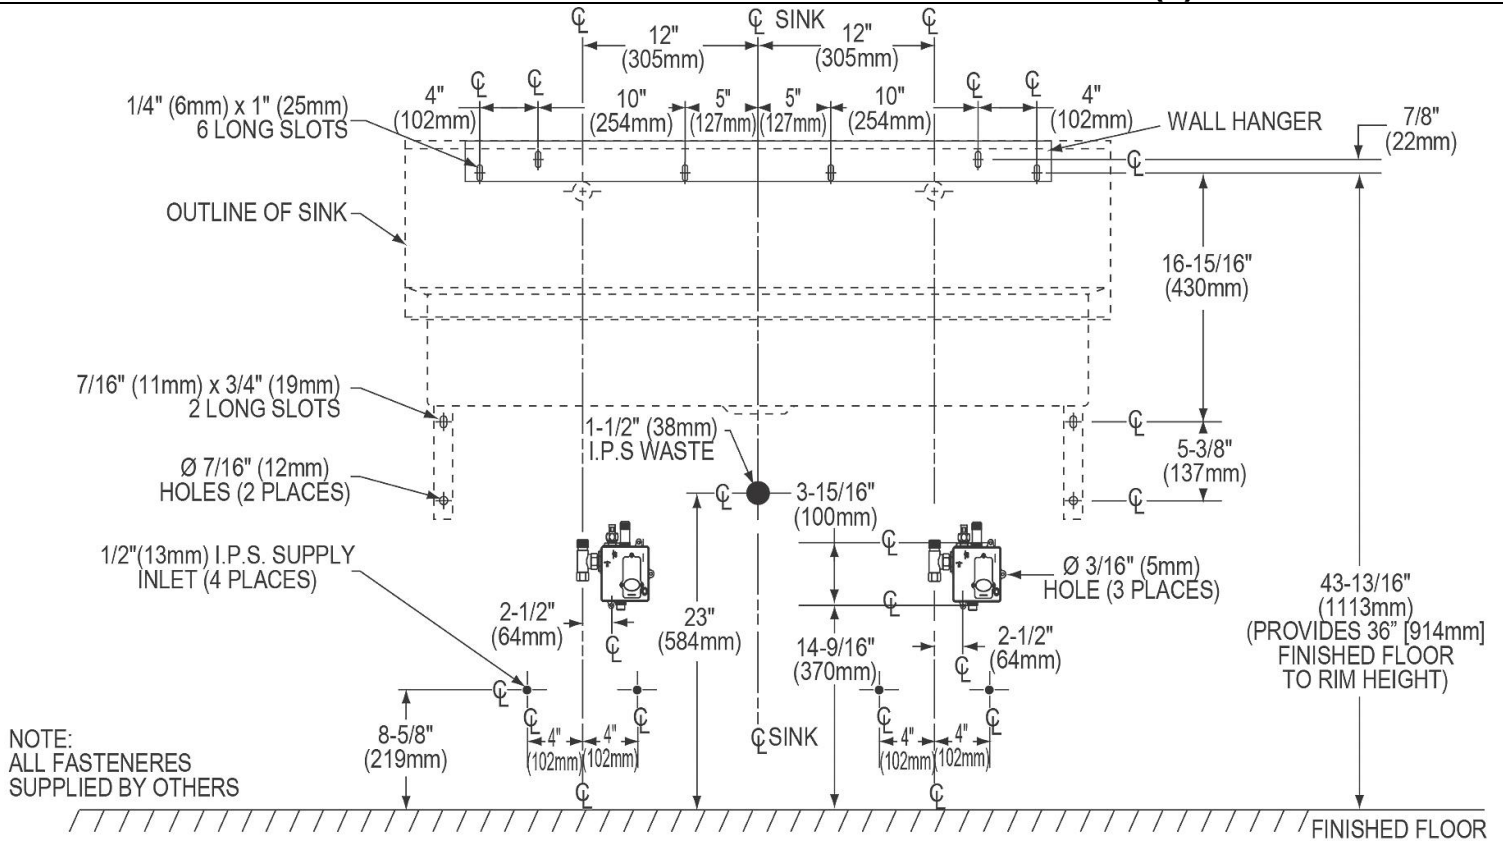 ℄ ℄ SINK ℄
12" 12"
(305mm) (305mm)
℄ ℄ ℄ ℄
1/4" (6mm) x 1" (25mm)
6 LONG SLOTS
4"
(102mm)
10"
(254mm)
5"
(127mm)
5"
(127mm)
10"
(254mm)
4"
(102mm)
WALL HANGER
7/8"
(22mm)
℄
OUTLINE OF SINK
16-15/16"
(430mm)
7/16" (11mm) x 3/4" (19mm)
2 LONG SLOTS
1-1/2" (38mm)
I.P.S WASTE
℄
5-3/8"
(137mm)
Ø 7/16" (12mm)
HOLES (2 PLACES)
℄
3-15/16"
(100mm)
℄
1/2"(13mm) I.P.S. SUPPLY
INLET (4 PLACES)
℄
℄
Ø 3/16" (5mm)
HOLE (3 PLACES)
43-13/16"
(1113mm)
(PROVIDES 36” [914mm]
FINISHED FLOOR
TO RIM HEIGHT)
2-1/2"
(64mm)
℄
23"
(584mm)
14-9/16"
(370mm)
2-1/2"
(64mm)
℄
℄
℄ ℄ ℄ ℄
8-5/8"
(219mm)
4"
(102mm)
4"
(102mm)
℄ SINK
4"
(102mm)
4"
(102mm)
NOTE:
ALL FASTENERES
SUPPLIED BY OTHERS
℄ ℄
FINISHED FLOOR